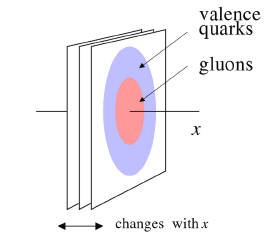 valence
quarks
gluons
x
changes with x